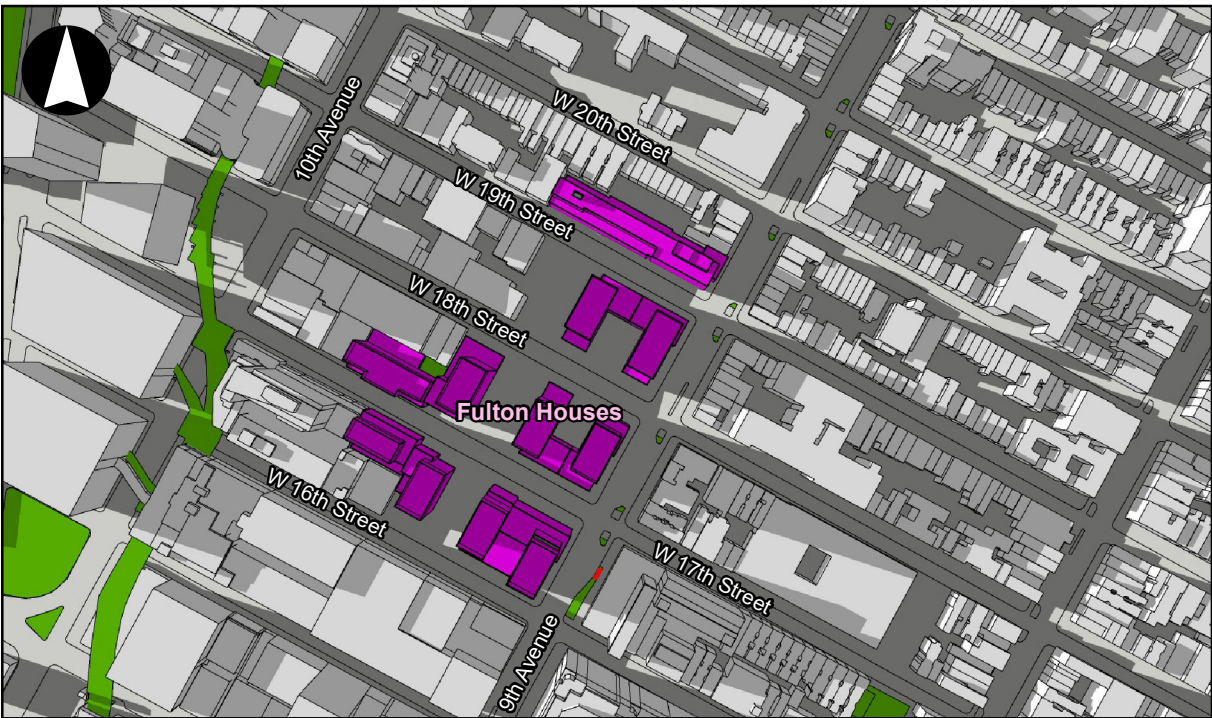 W 20th Street
10th Avenue
W 19th Street
W 18th Street
Fulton Houses
W 16th Street
W 17th Street
9th Avenue